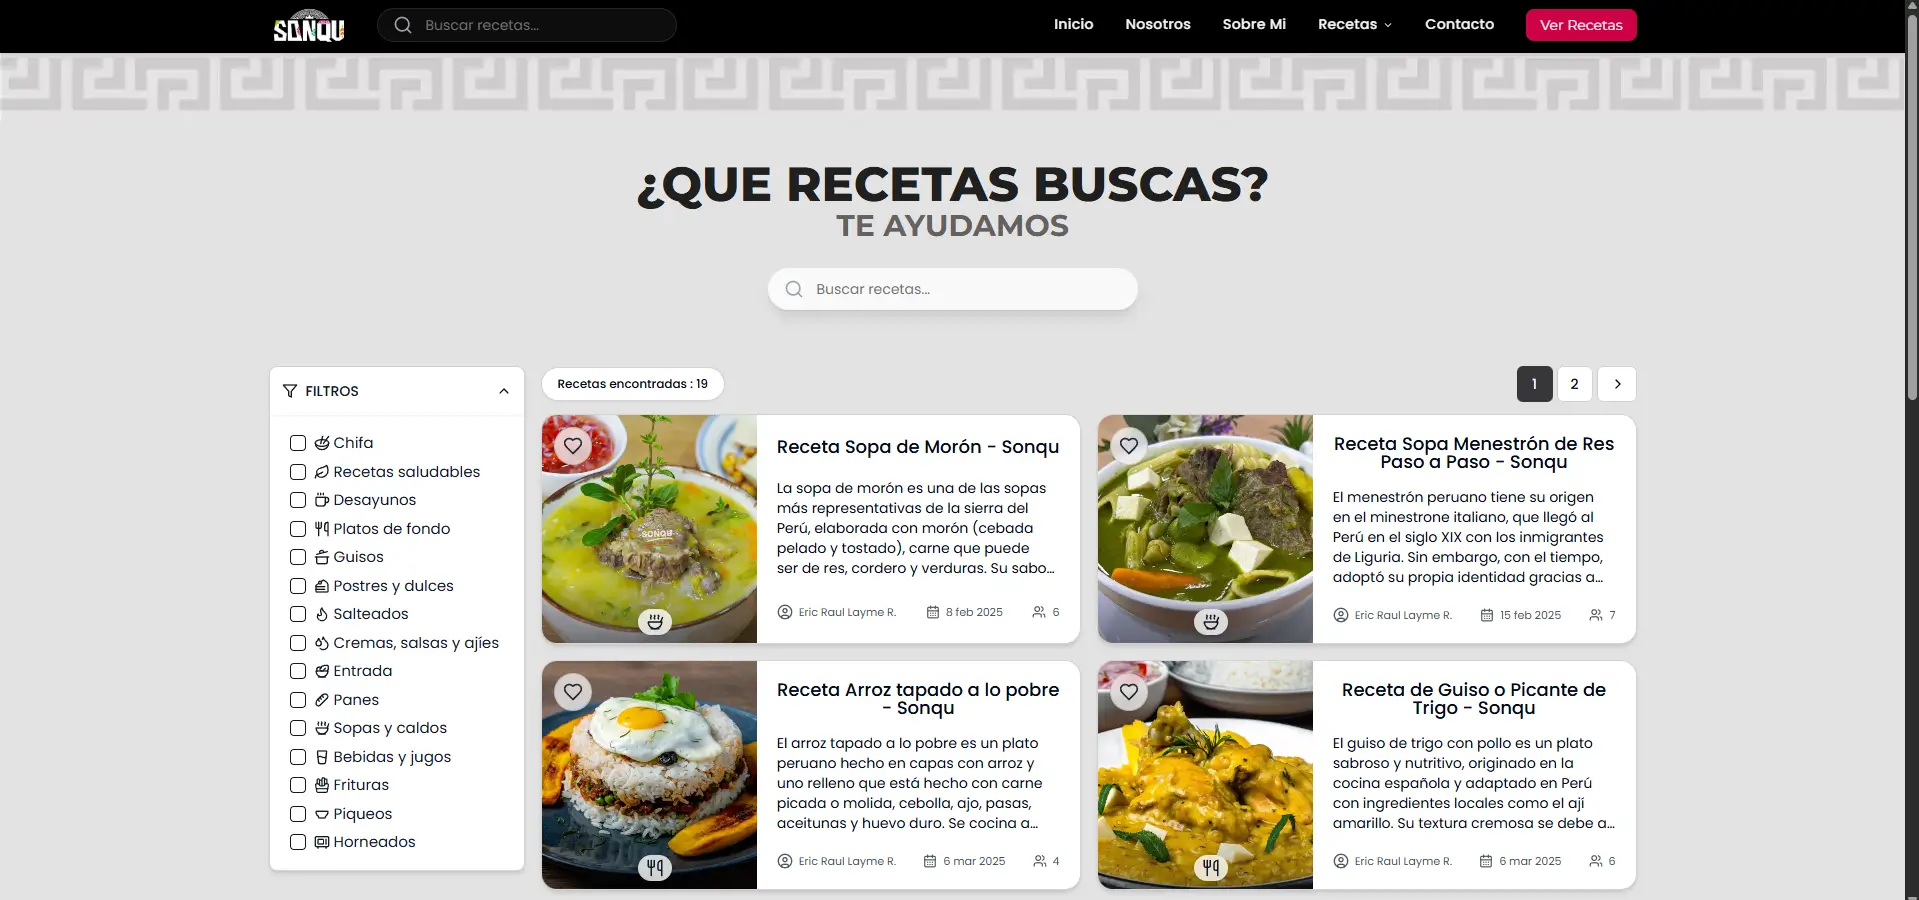 SONQU
Buscar recetas...
Inicio
Nosotros
Sobre Mi
Recetas
Contacto
Ver Recetas
¿QUE RECETAS BUSCAS?
TE AYUDAMOS
Buscar recetas...
FILTROS
Chifa
Recetas saludables
Desayunos
Platos de fondo
Guisos
Postres y dulces
Salteados
Cremas, salsas y ajíes
Entrada
Panes
Sopas y caldos
Bebidas y jugos
Frituras
Piqueos
Horneados
Recetas encontradas : 19
1
2
SONQU
Receta Sopa de Morón - Sonqu
La sopa de morón es una de las sopas
más representativas de la sierra del
Perú, elaborada con morón (cebada
pelado y tostado), carne que puede
ser de res, cordero y verduras. Su sabo...
Eric Raul Layme R.
8 feb 2025
6
Receta Sopa Menestrón de Res
Paso a Paso - Sonqu
El menestrón peruano tiene su origen
en el minestrone italiano, que llegó al
Perú en el siglo XIX con los inmigrantes
de Liguria. Sin embargo, con el tiempo,
adoptó su propia identidad gracias a...
Eric Raul Layme R.
15 feb 2025
7
Receta Arroz tapado a lo pobre
- Sonqu
El arroz tapado a lo pobre es un plato
peruano hecho en capas con arroz y
uno relleno que está hecho con carne
picada o molida, cebolla, ajo, pasas,
aceitunas y huevo duro. Se cocina a...
Eric Raul Layme R.
6 mar 2025
4
Receta de Guiso o Picante de
Trigo - Sonqu
El guiso de trigo con pollo es un plato
sabroso y nutritivo, originado en la
cocina española y adaptado en Perú
con ingredientes locales como el ají
amarillo. Su textura cremosa se debe a...
Eric Raul Layme R.
6 mar 2025
6